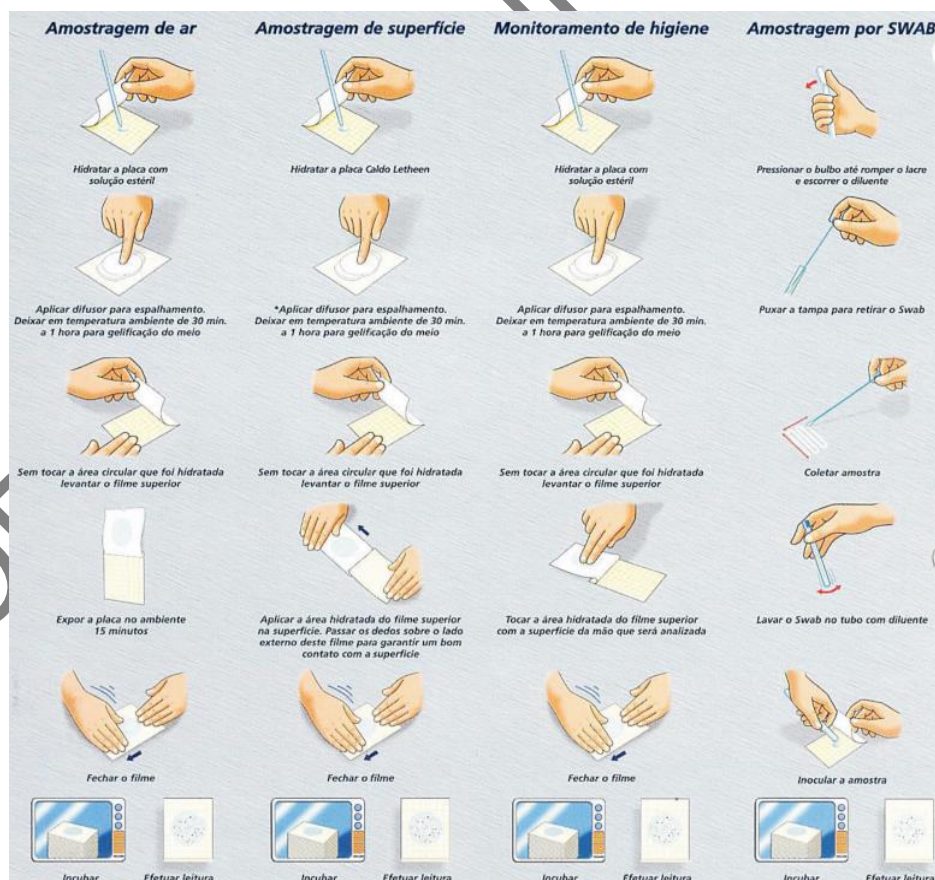 Amostragem de ar
Hidratar a placa com
solução estéril
Aplicar difusor para espalhamento.
Deixar em temperatura ambiente de 30 min.
a 1 hora para gelificação do meio
Sem tocar a área circular que foi hidratada
levantar o filme superior
Expor a placa no ambiente
15 minutos
Fechar o filme
Incubar
Efetuar leitura
Amostragem de superfície
Hidratar a placa Caldo Letheen
*Aplicar difusor para espalhamento.
Deixar em temperatura ambiente de 30 min.
a 1 hora para gelificação do meio
Sem tocar a área circular que foi hidratada
levantar o filme superior
Aplicar a área hidratada do filme superior
na superfície. Passar os dedos sobre o lado
externo deste filme para garantir um bom
contato com a superfície
Fechar o filme
Incubar
Efetuar leitura
Monitoramento de higiene
Hidratar a placa com
solução estéril
Aplicar difusor para espalhamento.
Deixar em temperatura ambiente de 30 min.
a 1 hora para gelificação do meio
Sem tocar a área circular que foi hidratada
levantar o filme superior
Tocar a área hidratada do filme superior
com a superfície da mão que será analizada
Fechar o filme
Incubar
Efetuar leitura
Amostragem por SWAB
Pressionar o bulbo até romper o lacre
e escorrer o diluente
Puxar a tampa para retirar o Swab
Coletar amostra
Lavar o Swab no tubo com diluente
Inocular a amostra
Incubar
Efetuar leitura